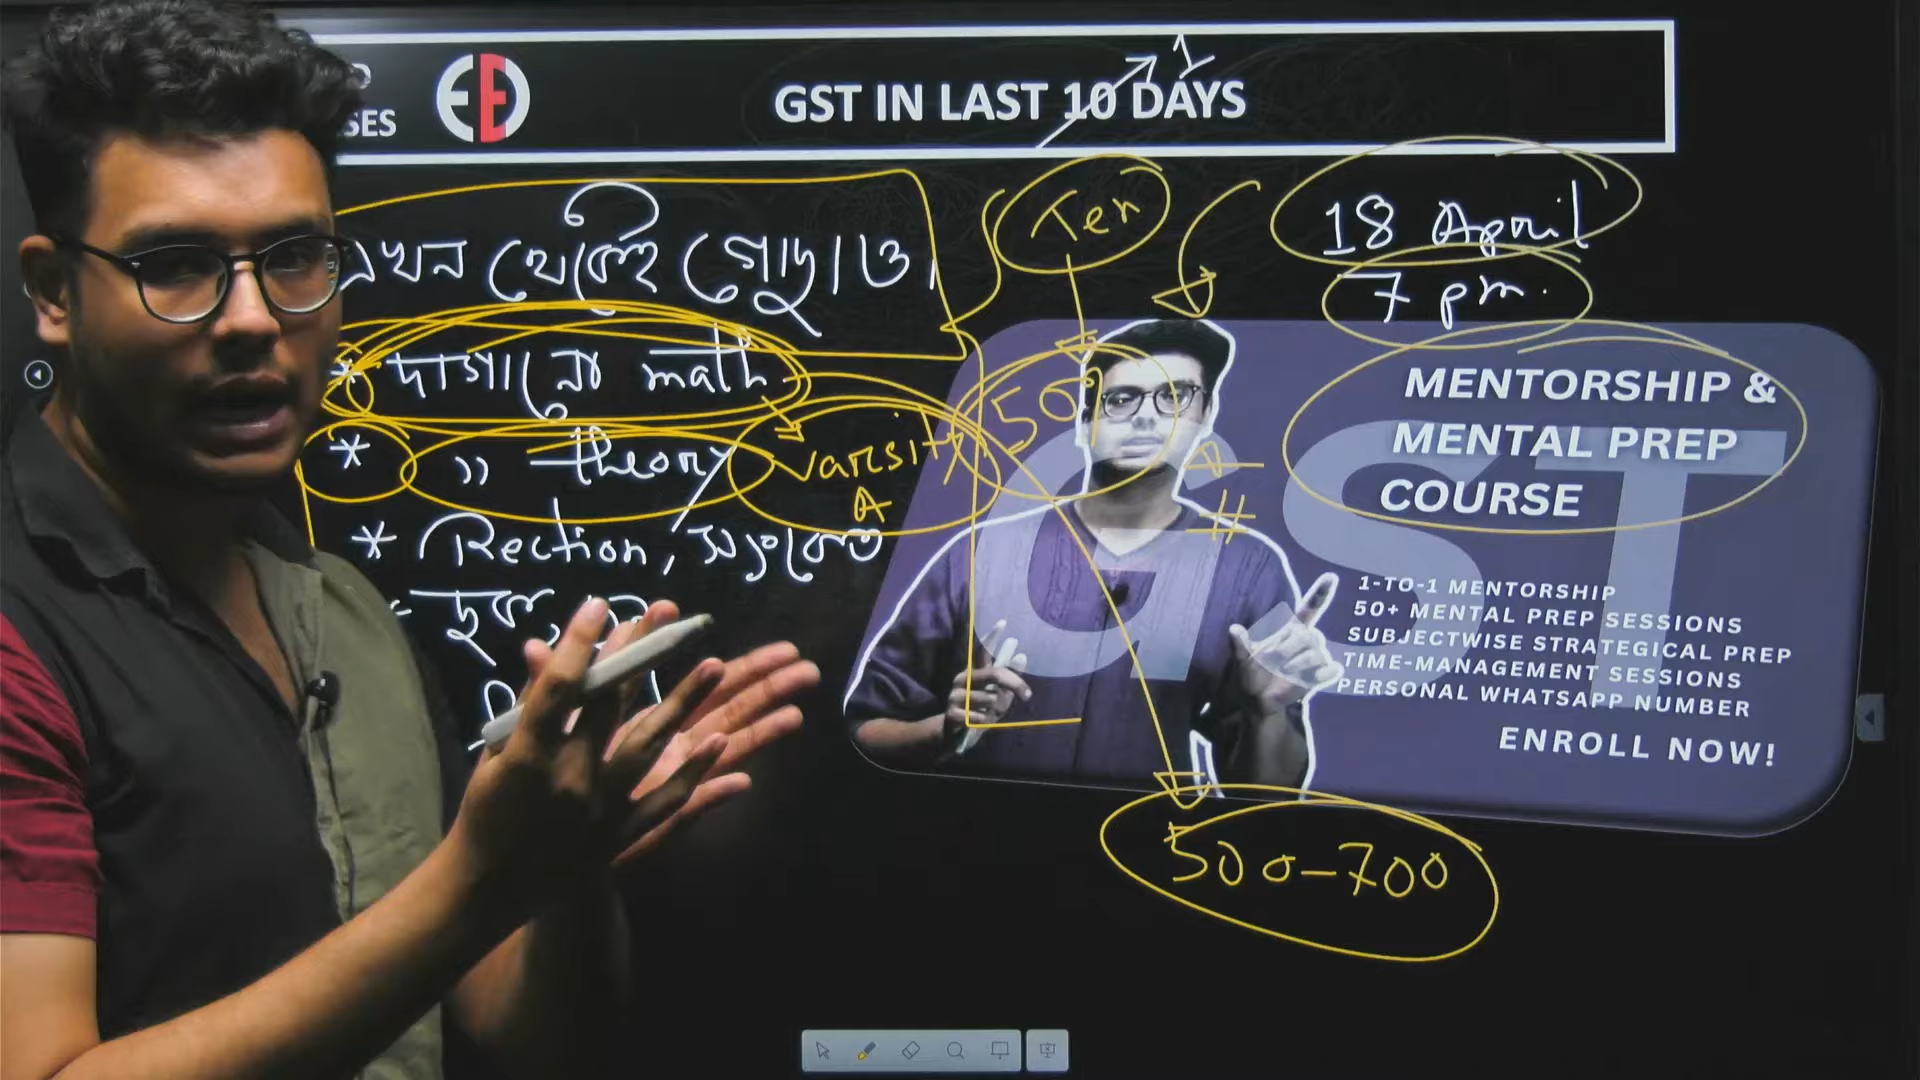 SES
GST IN LAST 10 DAYS
1
এখন থেকেই গোড়াও।
Ten
18 April
7 pm.
* দাগানো math
50
* " theory
varsity
A
* Rection, সংকেত
MENTORSHIP &
MENTAL PREP
COURSE
GST
1-TO-1 MENTORSHIP
50+ MENTAL PREP SESSIONS
SUBJECTWISE STRATEGICAL PREP
TIME-MANAGEMENT SESSIONS
PERSONAL WHATSAPP NUMBER
ENROLL NOW!
500-700